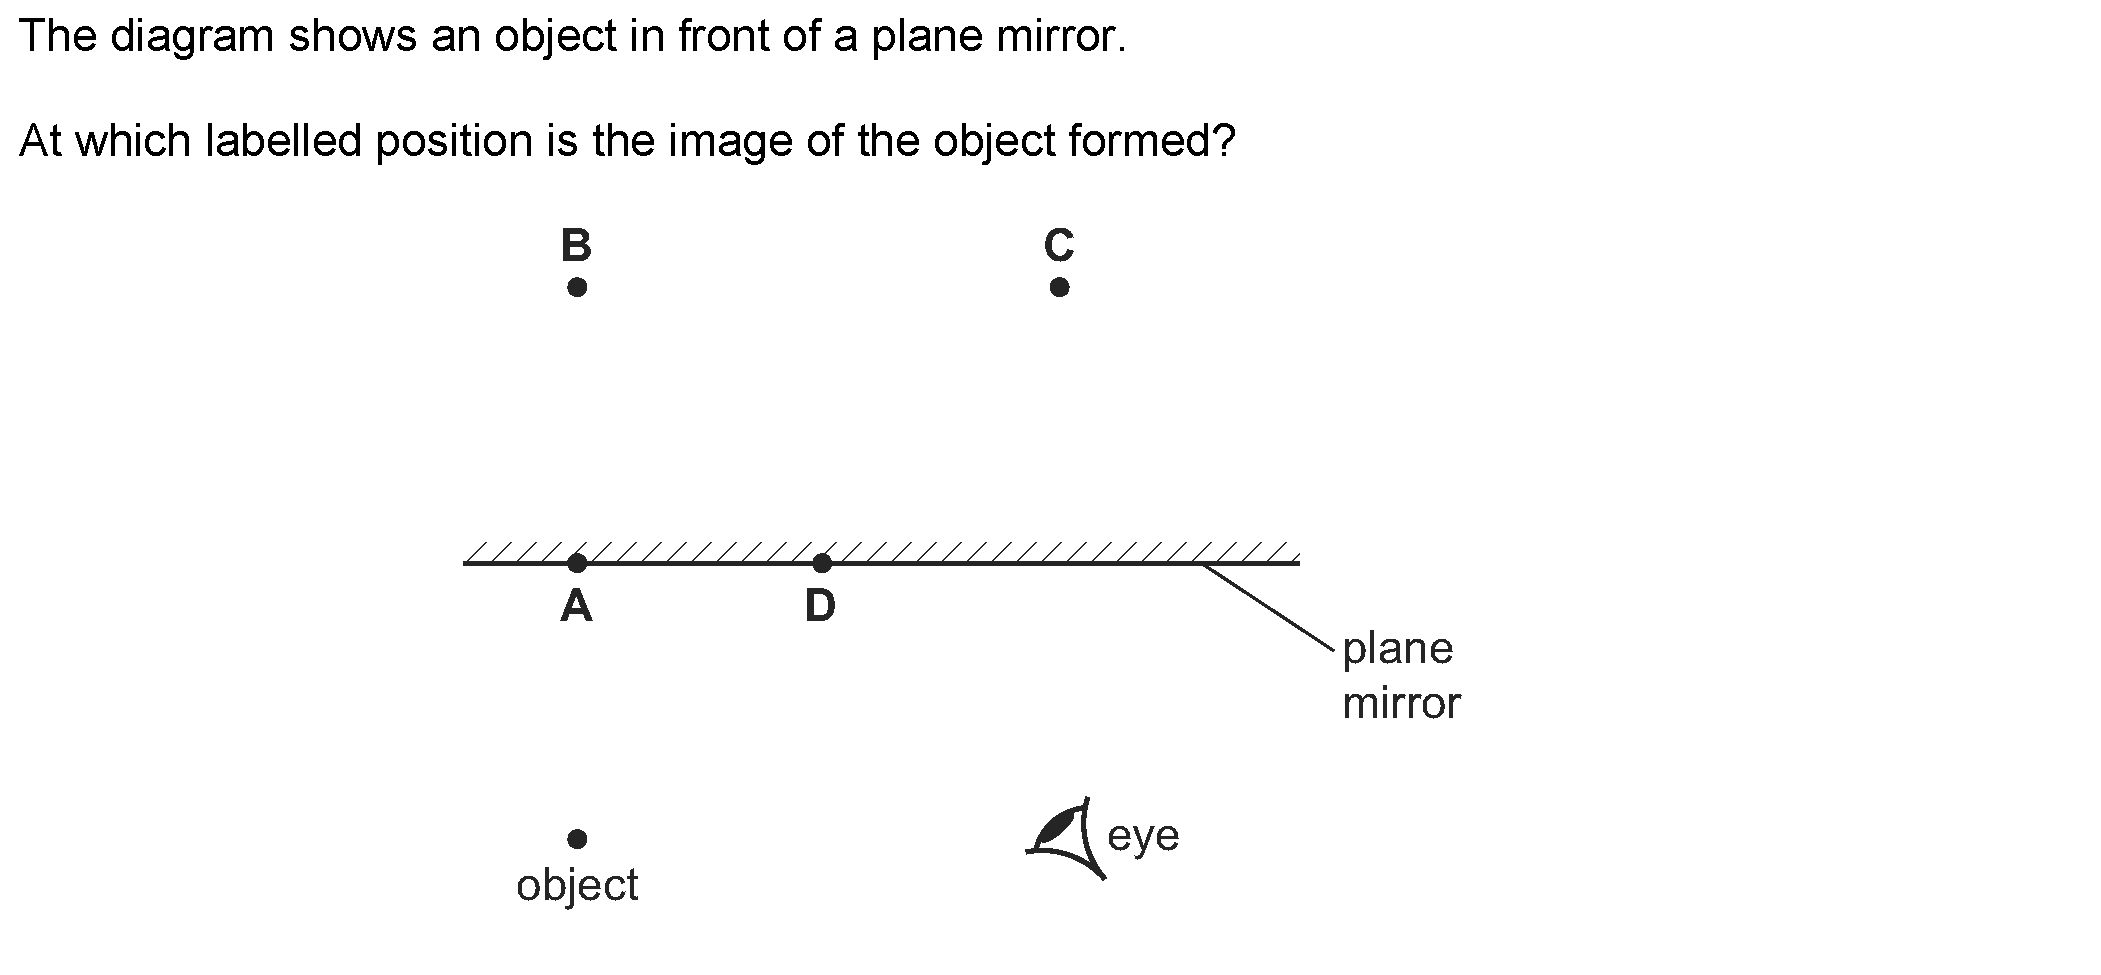 The diagram shows an object in front of a plane mirror.
At which labelled position is the image of the object formed?
B
C
A
D
plane
mirror
eye
object